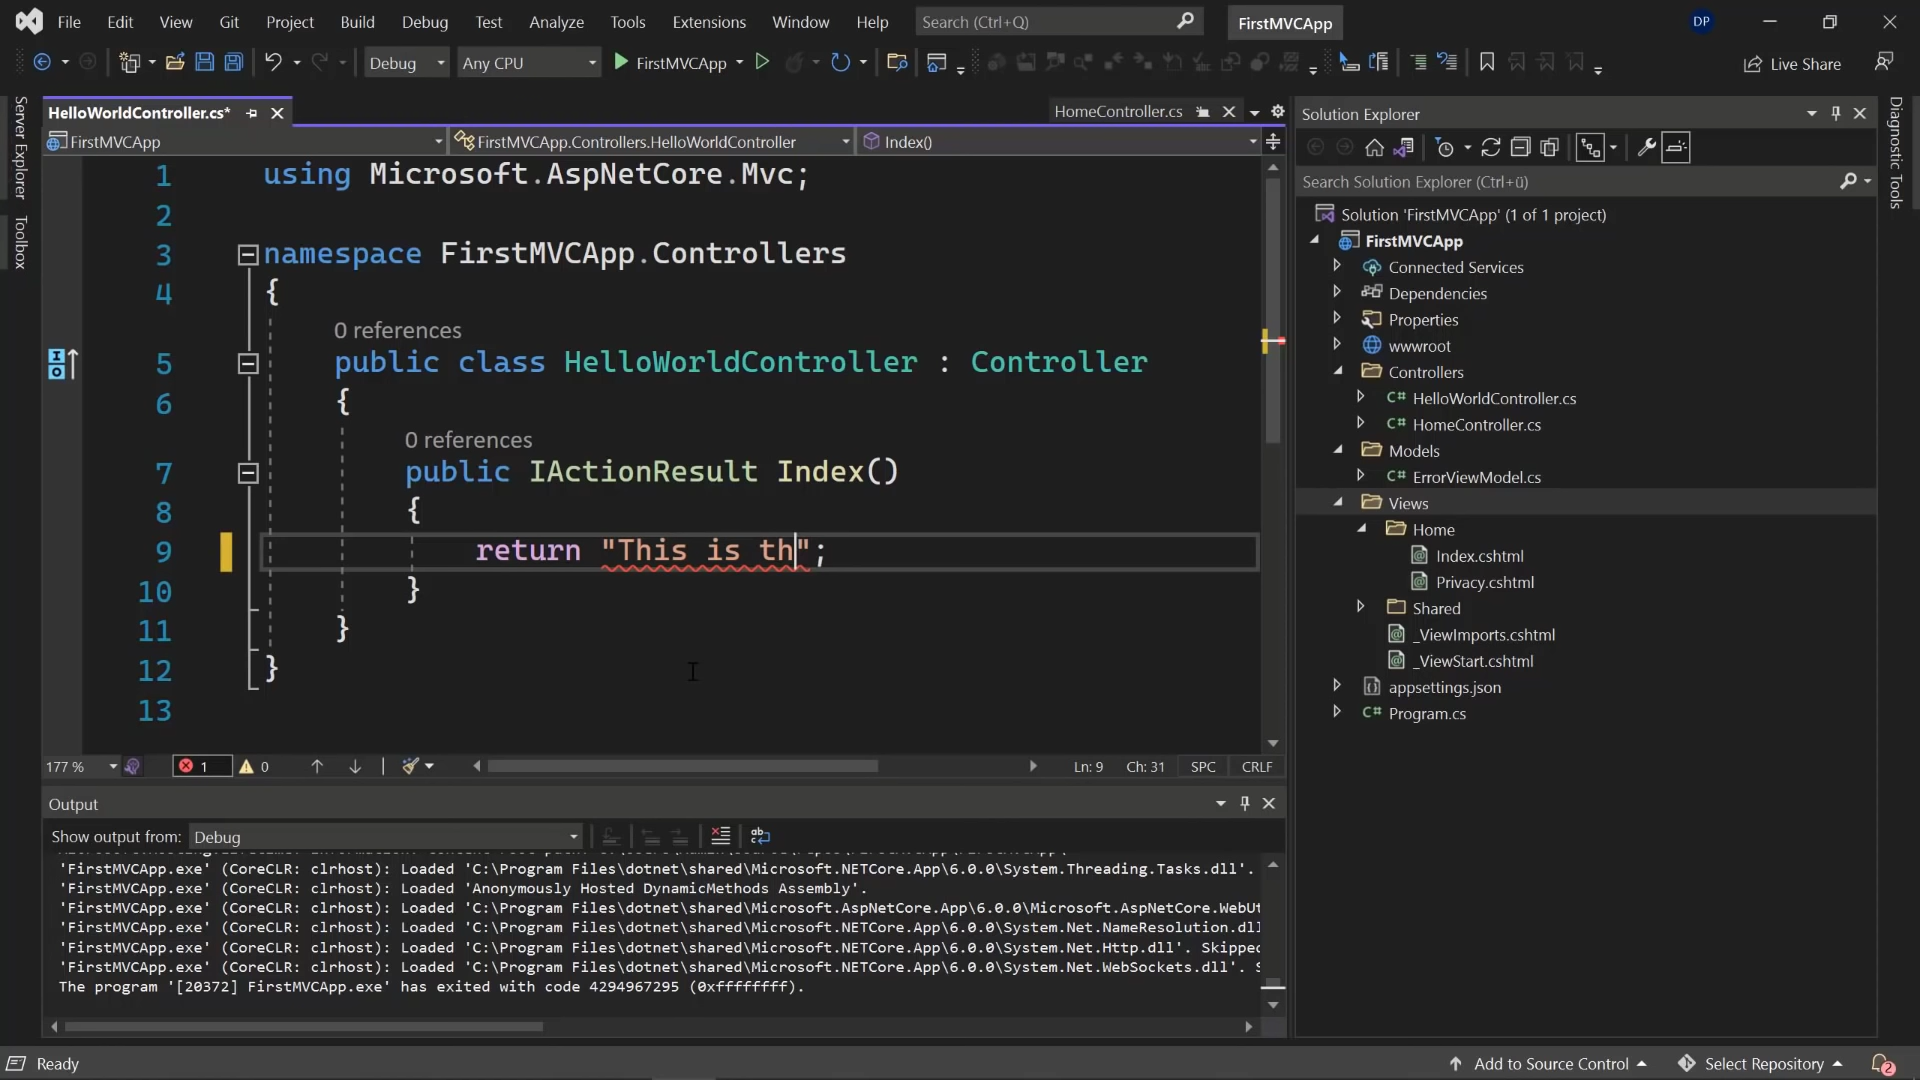 File Edit View Git Project Build Debug Test Analyze Tools Extensions Window Help Search (Ctrl+Q) FirstMVCApp DP
Debug Any CPU FirstMVCApp Live Share
Server Explorer
Toolbox
HelloWorldController.cs* HomeController.cs
FirstMVCApp FirstMVCApp.Controllers.HelloWorldController Index()
1 using Microsoft.AspNetCore.Mvc;
2
3 namespace FirstMVCApp.Controllers
4 {
0 references
5 public class HelloWorldController : Controller
6 {
0 references
7 public IActionResult Index()
8 {
9 return "This is th";
10 }
11 }
12 }
13
177 % 1 0 Ln: 9 Ch: 31 SPC CRLF
Output
Show output from: Debug
'FirstMVCApp.exe' (CoreCLR: clrhost): Loaded 'C:\Program Files\dotnet\shared\Microsoft.NETCore.App\6.0.0\System.Threading.Tasks.dll'.
'FirstMVCApp.exe' (CoreCLR: clrhost): Loaded 'Anonymously Hosted DynamicMethods Assembly'.
'FirstMVCApp.exe' (CoreCLR: clrhost): Loaded 'C:\Program Files\dotnet\shared\Microsoft.AspNetCore.App\6.0.0\Microsoft.AspNetCore.WebUt
'FirstMVCApp.exe' (CoreCLR: clrhost): Loaded 'C:\Program Files\dotnet\shared\Microsoft.NETCore.App\6.0.0\System.Net.NameResolution.dll
'FirstMVCApp.exe' (CoreCLR: clrhost): Loaded 'C:\Program Files\dotnet\shared\Microsoft.NETCore.App\6.0.0\System.Net.Http.dll'. Skipped
'FirstMVCApp.exe' (CoreCLR: clrhost): Loaded 'C:\Program Files\dotnet\shared\Microsoft.NETCore.App\6.0.0\System.Net.WebSockets.dll'. S
The program '[20372] FirstMVCApp.exe' has exited with code 4294967295 (0xffffffff).
Solution Explorer
Search Solution Explorer (Ctrl+ü)
Solution 'FirstMVCApp' (1 of 1 project)
FirstMVCApp
Connected Services
Dependencies
Properties
wwwroot
Controllers
C# HelloWorldController.cs
C# HomeController.cs
Models
C# ErrorViewModel.cs
Views
Home
Index.cshtml
Privacy.cshtml
Shared
_ViewImports.cshtml
_ViewStart.cshtml
appsettings.json
C# Program.cs
Diagnostic Tools
Ready Add to Source Control Select Repository 2